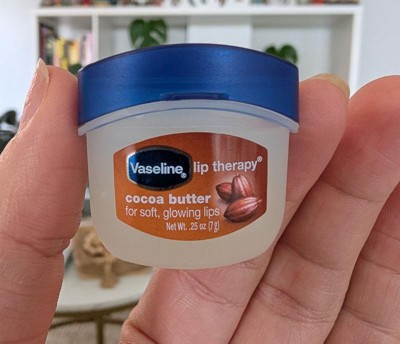 Vaseline® lip therapy®
cocoa butter
for soft, glowing lips
Net Wt. .25 oz (7g)